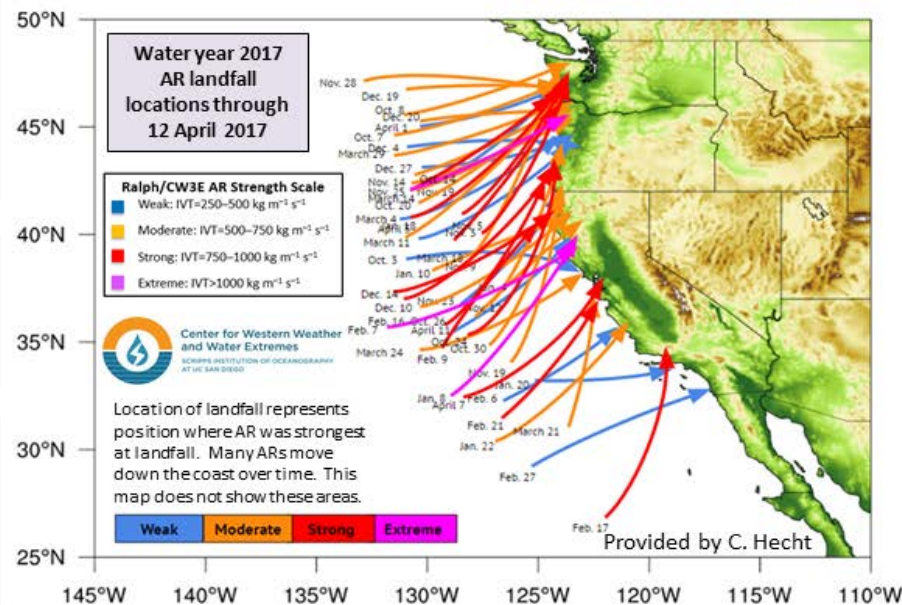 50°N
45°N
40°N
35°N
30°N
25°N
Water year 2017
AR landfall
locations through
12 April 2017
Ralph/CW3E AR Strength Scale
Weak: IVT=250–500 kg m⁻¹ s⁻¹
Moderate: IVT=500–750 kg m⁻¹ s⁻¹
Strong: IVT=750–1000 kg m⁻¹ s⁻¹
Extreme: IVT>1000 kg m⁻¹ s⁻¹
Center for Western Weather
and Water Extremes
SCRIPPS INSTITUTION OF OCEANOGRAPHY
AT UC SAN DIEGO
Location of landfall represents
position where AR was strongest
at landfall. Many ARs move
down the coast over time. This
map does not show these areas.
Weak Moderate Strong Extreme
Nov. 28
Dec. 19
Oct. 8
Dec. 20
April 1
Oct. 7
Dec. 4
March 29
Dec. 27
Oct. 14
Nov. 14
Nov. 19
Oct. 20
March 4
March 11
Oct. 3
Jan. 10
Dec. 14
Dec. 10
Feb. 16
Oct. 26
Feb. 7
April 11
March 24
Oct. 30
Feb. 9
Nov. 19
Jan. 20
Jan. 8
Feb. 6
April 7
Feb. 21
March 21
Jan. 22
Feb. 27
Feb. 17
Provided by C. Hecht
145°W 140°W 135°W 130°W 125°W 120°W 115°W 110°W